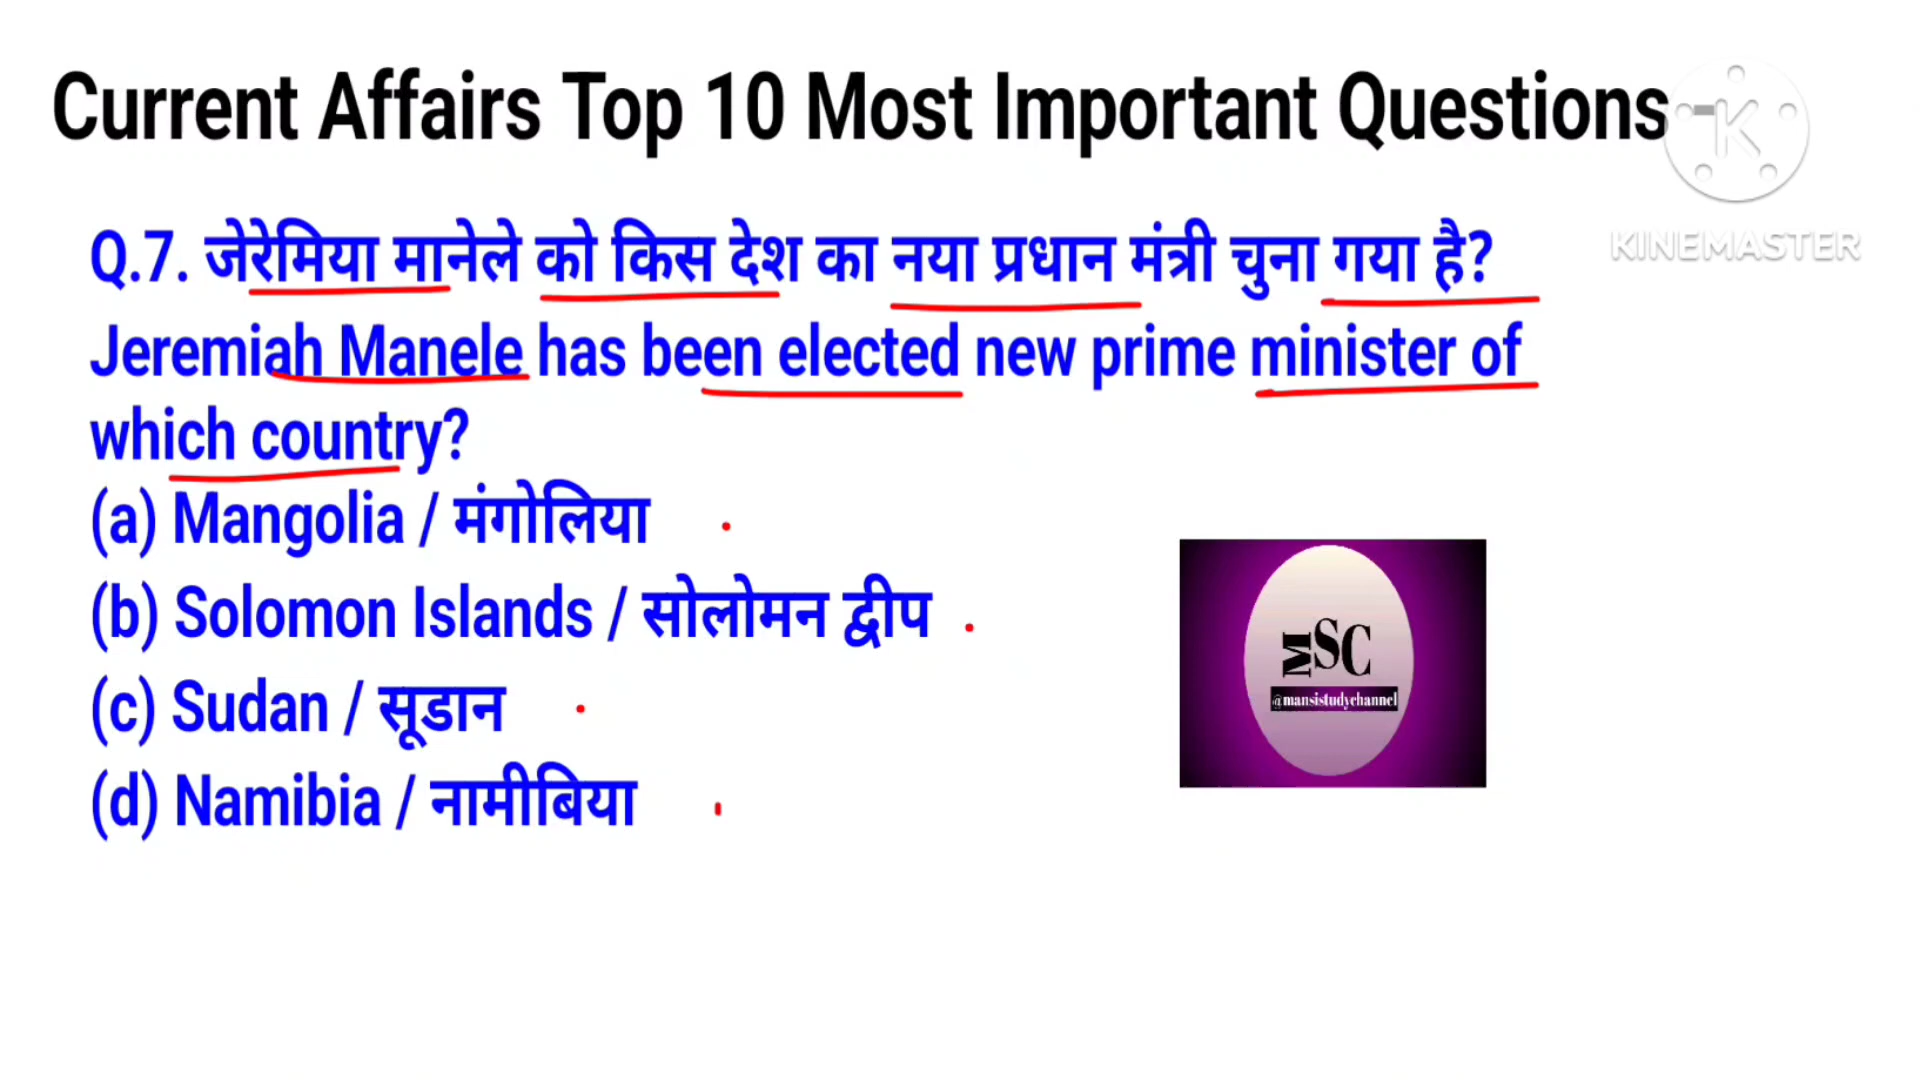 Current Affairs Top 10 Most Important Questions -
KINEMASTER
Q.7. जेरेमिया मानेले को किस देश का नया प्रधान मंत्री चुना गया है?
Jeremiah Manele has been elected new prime minister of
which country?
(a) Mangolia / मंगोलिया
(b) Solomon Islands / सोलोमन द्वीप
(c) Sudan / सूडान
(d) Namibia / नामीबिया
MSC
@mansistudychannel